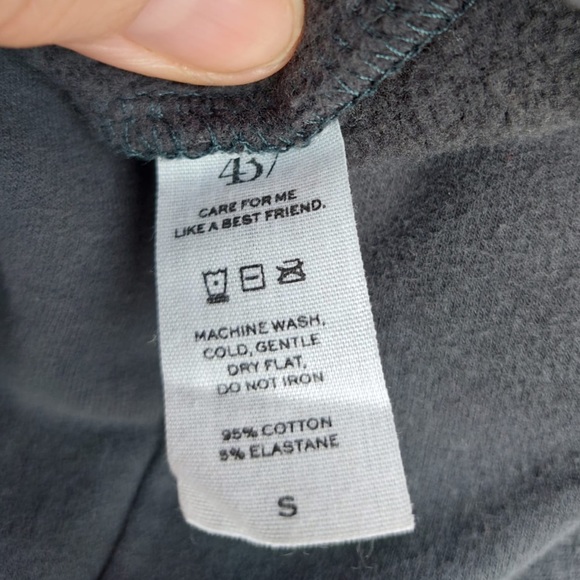 437
CARE FOR ME
LIKE A BEST FRIEND.
MACHINE WASH,
COLD, GENTLE
DRY FLAT,
DO NOT IRON
95% COTTON
5% ELASTANE
S